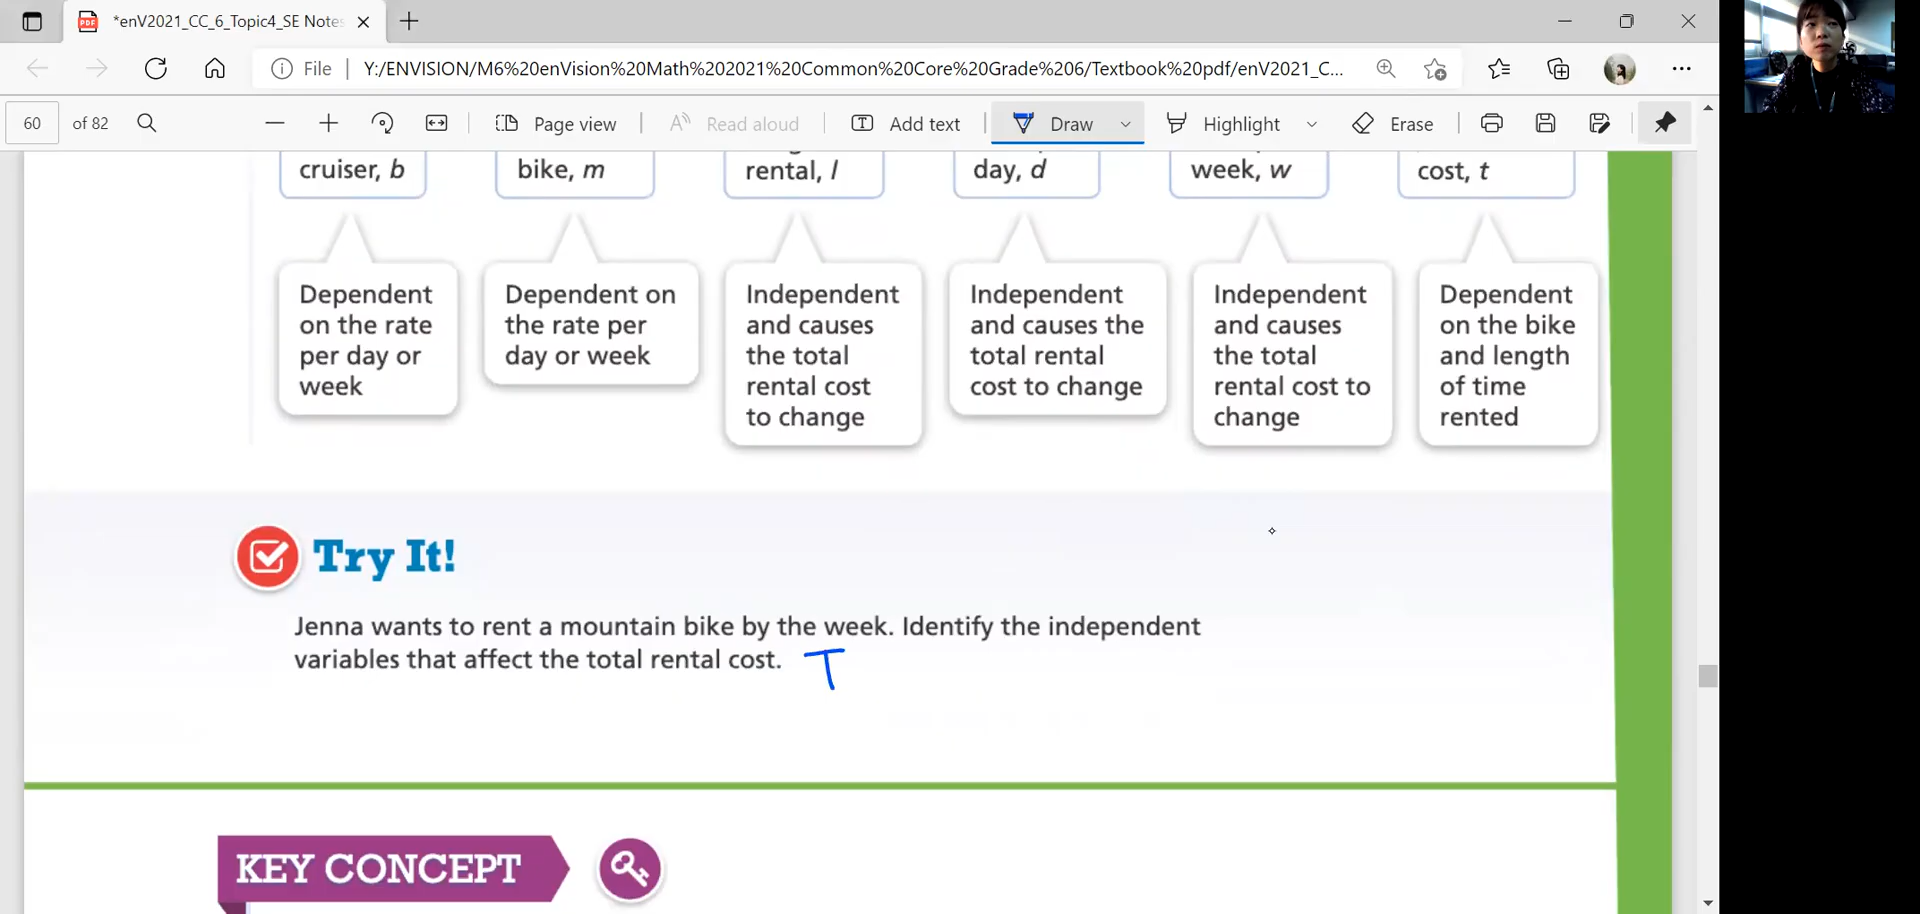 *enV2021_CC_6_Topic4_SE Notes
File
Y:/ENVISION/M6%20enVision%20Math%202021%20Common%20Core%20Grade%206/Textbook%20pdf/enV2021_C...
60 of 82
Page view
Read aloud
Add text
Draw
Highlight
Erase
cruiser, b
bike, m
rental, l
day, d
week, w
cost, t
Dependent
on the rate
per day or
week
Dependent on
the rate per
day or week
Independent
and causes
the total
rental cost
to change
Independent
and causes the
total rental
cost to change
Independent
and causes
the total
rental cost to
change
Dependent
on the bike
and length
of time
rented
Try It!
Jenna wants to rent a mountain bike by the week. Identify the independent
variables that affect the total rental cost. T
KEY CONCEPT